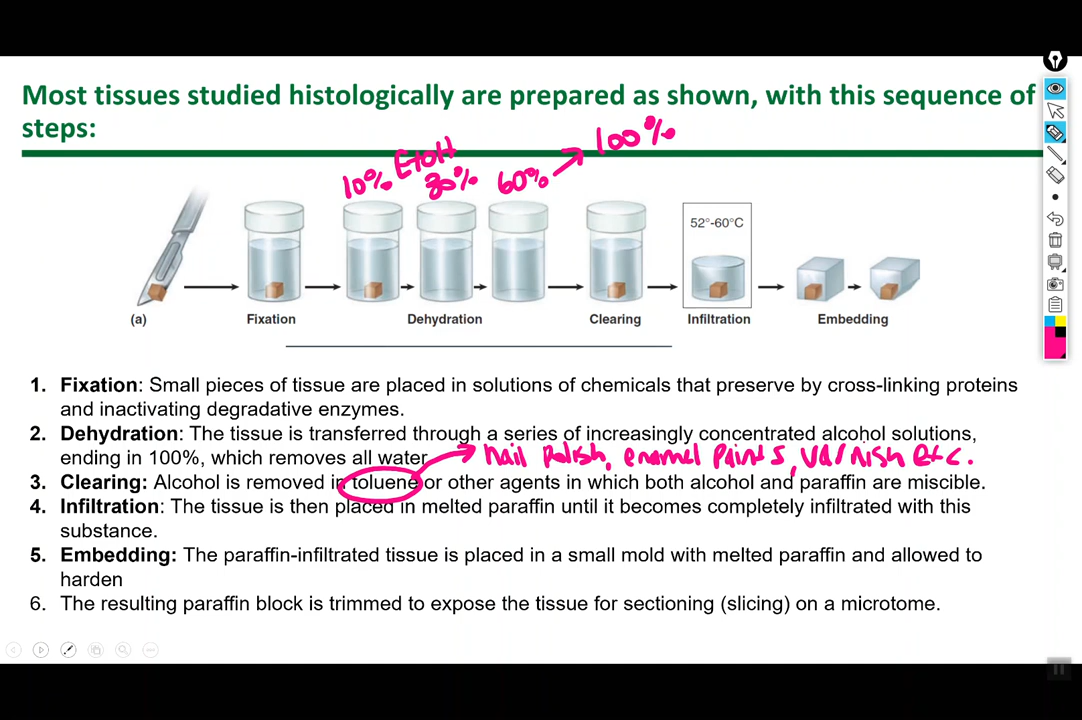 Most tissues studied histologically are prepared as shown, with this sequence of
steps:
100%
EtOH
10% 30% 60%
52°-60°C
(a) Fixation Dehydration Clearing Infiltration Embedding
1. Fixation: Small pieces of tissue are placed in solutions of chemicals that preserve by cross-linking proteins
and inactivating degradative enzymes.
2. Dehydration: The tissue is transferred through a series of increasingly concentrated alcohol solutions,
ending in 100%, which removes all water
nail polish, enamel paints, varnish etc.
3. Clearing: Alcohol is removed in toluene or other agents in which both alcohol and paraffin are miscible.
4. Infiltration: The tissue is then placed in melted paraffin until it becomes completely infiltrated with this
substance.
5. Embedding: The paraffin-infiltrated tissue is placed in a small mold with melted paraffin and allowed to
harden
6. The resulting paraffin block is trimmed to expose the tissue for sectioning (slicing) on a microtome.